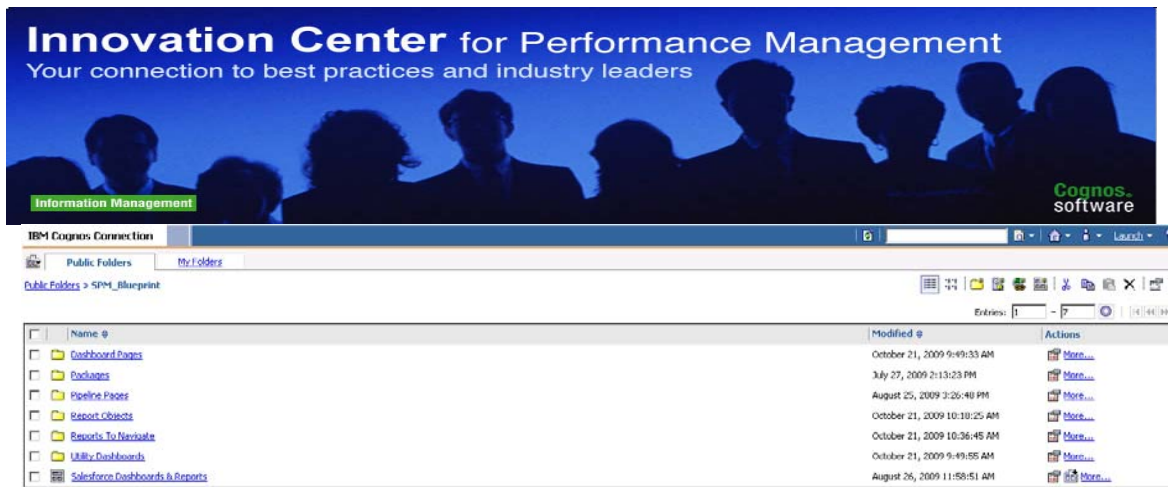 Innovation Center for Performance Management
Your connection to best practices and industry leaders
Information Management
Cognos.
software
IBM Cognos Connection
Launch
Public Folders My Folders
Public Folders > SPM_Blueprint
Entries: 1 - 7
Name Modified Actions
Dashboard Pages October 21, 2009 9:49:33 AM More...
Packages July 27, 2009 2:13:23 PM More...
Pipeline Pages August 25, 2009 3:26:48 PM More...
Report Objects October 21, 2009 10:18:25 AM More...
Reports To Navigate October 21, 2009 10:36:45 AM More...
Utility Dashboards October 21, 2009 9:49:55 AM More...
Salesforce Dashboards & Reports August 26, 2009 11:58:51 AM More...